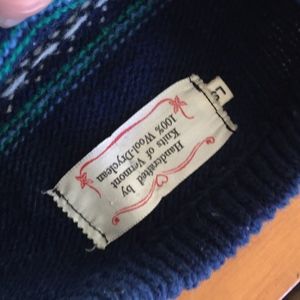 Handcrafted by
Knits of Vermont
100% Wool-Dryclean